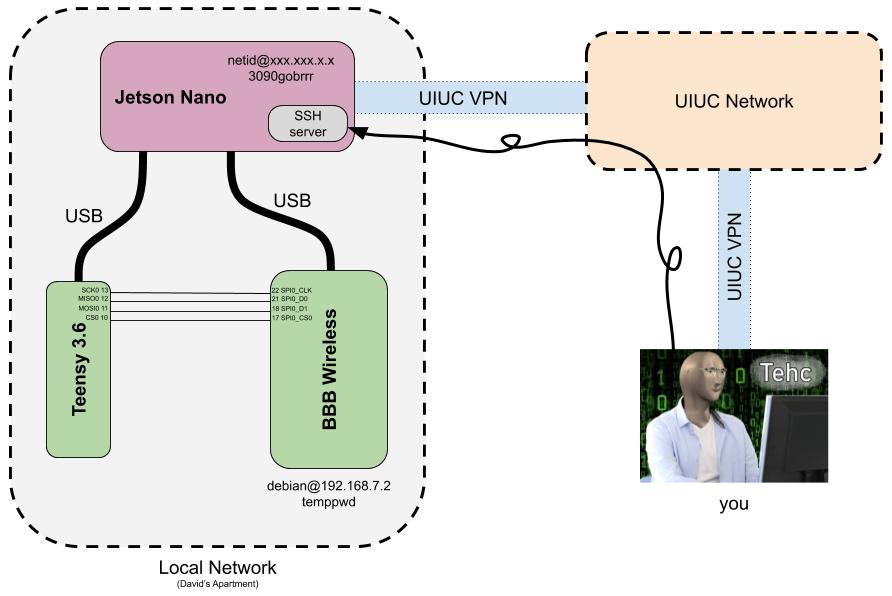 netid@xxx.xxx.x.x
3090gobrrr
Jetson Nano
SSH
server
UIUC VPN
UIUC Network
USB
USB
UIUC VPN
SCK0 13
MISO0 12
MOSI0 11
CS0 10
Teensy 3.6
22 SPI0_CLK
21 SPI0_D0
18 SPI0_D1
17 SPI0_CS0
BBB Wireless
Tehc
debian@192.168.7.2
temppwd
you
Local Network
(David's Apartment)